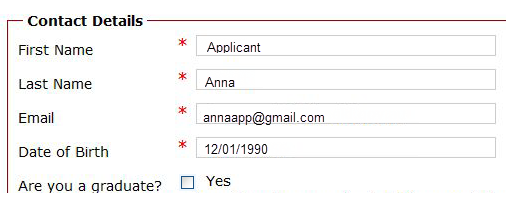 Contact Details
First Name * Applicant
Last Name * Anna
Email * annaapp@gmail.com
Date of Birth * 12/01/1990
Are you a graduate? Yes